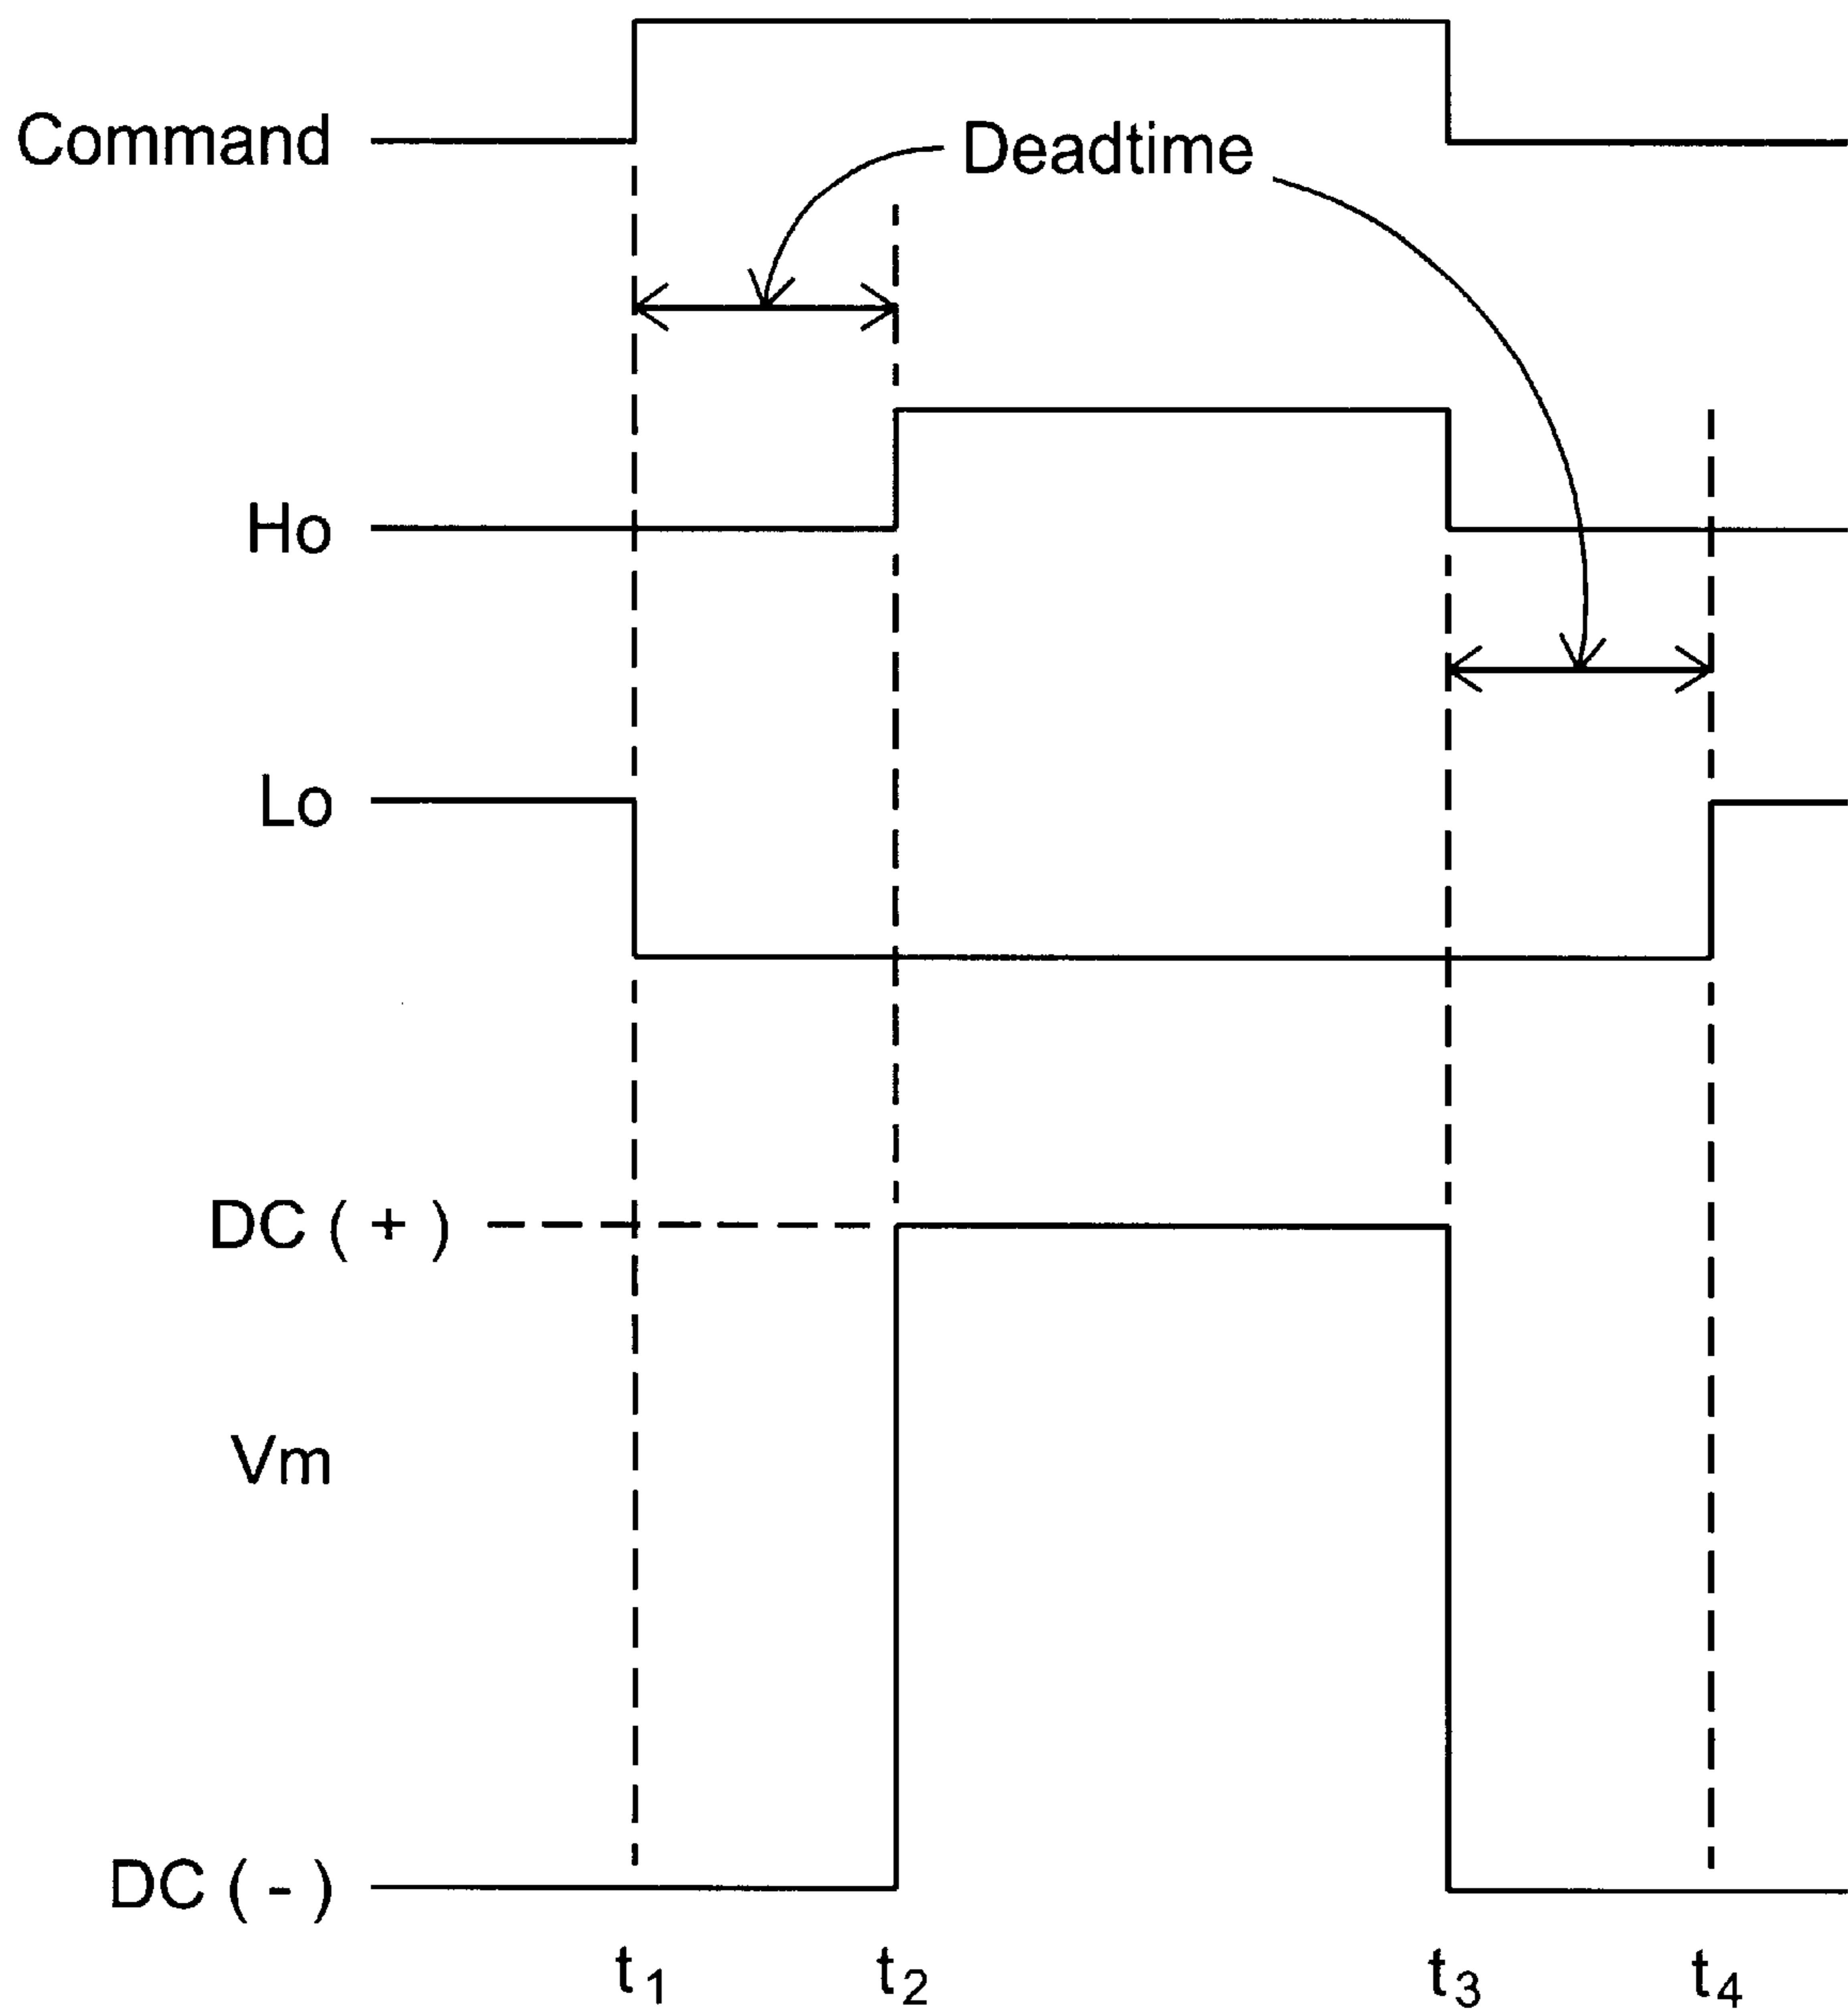 Command
Deadtime
Ho
Lo
DC ( + )
Vm
DC ( - )
t1 t2 t3 t4